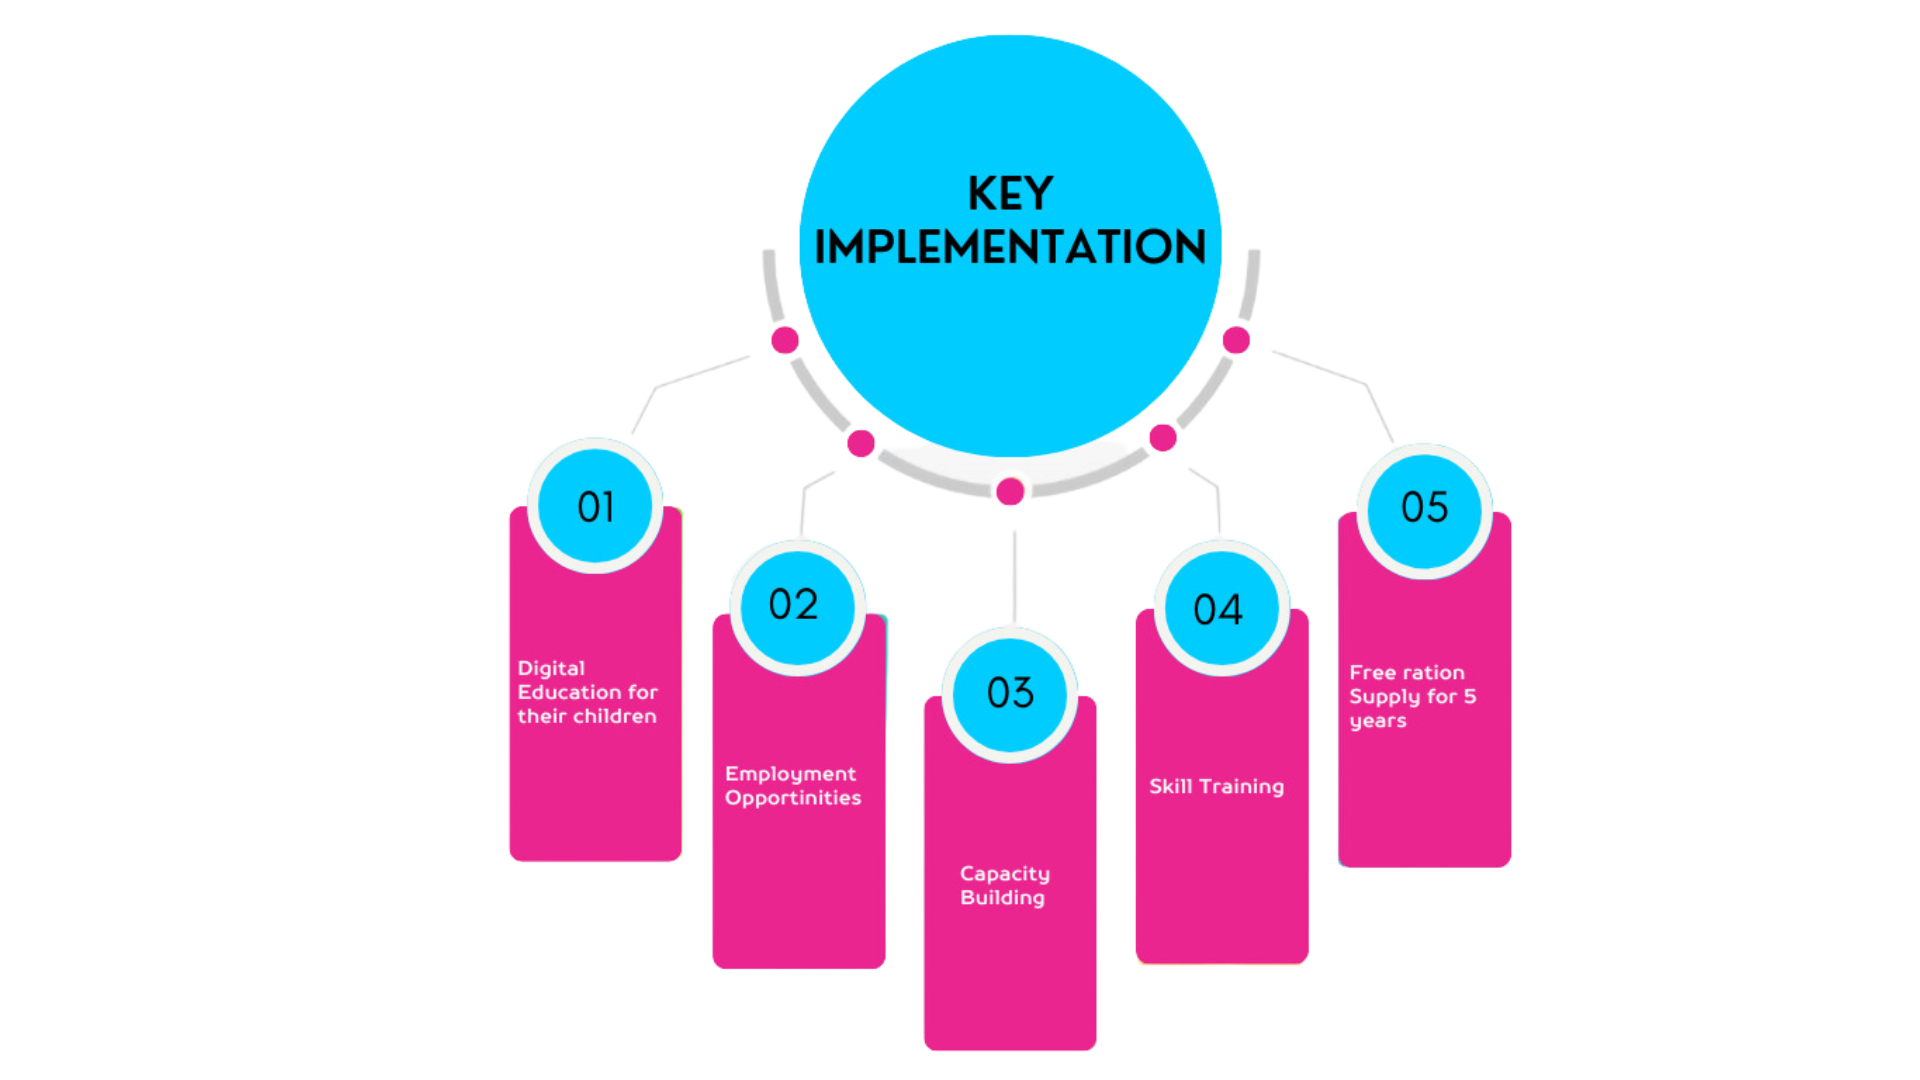 KEY
IMPLEMENTATION
01
Digital
Education for
their children
02
Employment
Opportinities
03
Capacity
Building
04
Skill Training
05
Free ration
Supply for 5
years